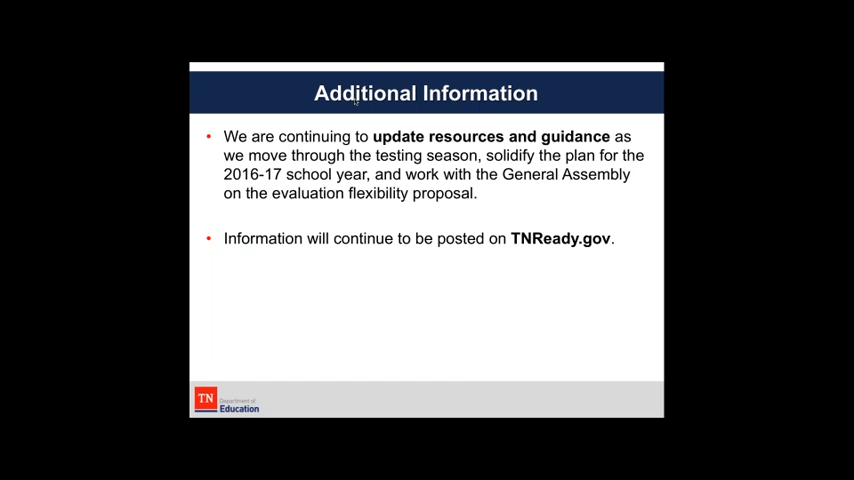 Additional Information
• We are continuing to update resources and guidance as
we move through the testing season, solidify the plan for the
2016-17 school year, and work with the General Assembly
on the evaluation flexibility proposal.
• Information will continue to be posted on TNReady.gov.
TN
Department of
Education